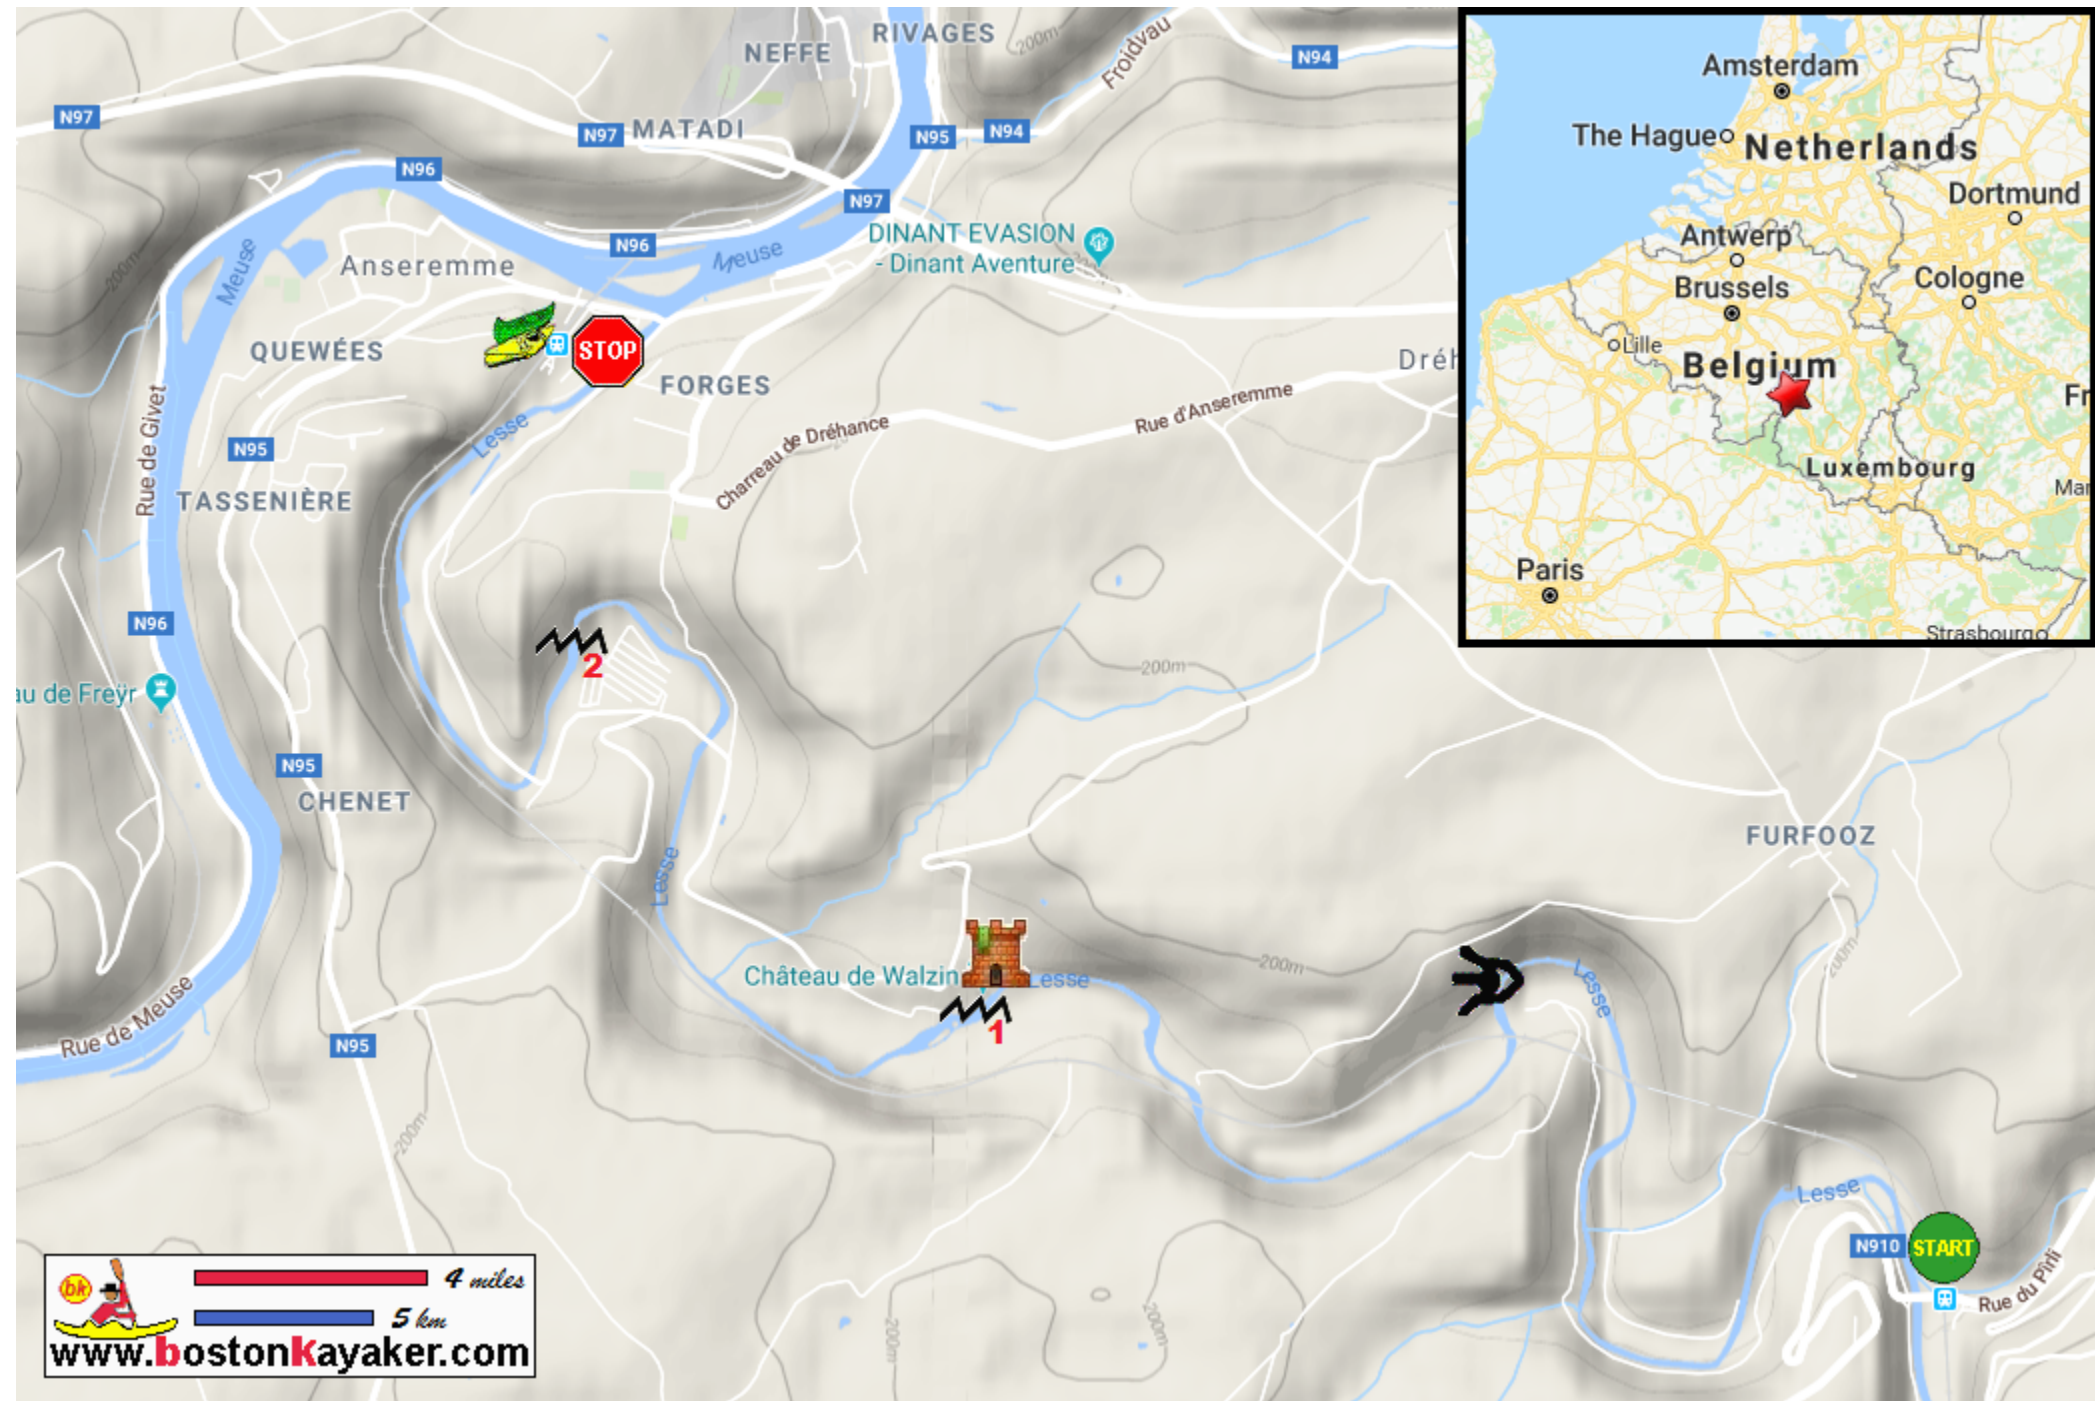 RIVAGES
NEFFE
200m
Froidvau
N94
N97
N97
MATADI
N95
N94
N96
N97
Meuse
N96
Meuse
DINANT EVASION
- Dinant Aventure
200m
Anseremme
QUEWÉES
STOP
FORGES
Dréh
Rue de Givet
Lesse
Charreau de Dréhance
Rue d'Anseremme
N95
TASSENIÈRE
N96
2
200m
au de Freÿr
N95
CHENET
FURFOOZ
Lesse
Château de Walzin
Lesse
200m
Lesse
200m
1
Rue de Meuse
N95
200m
Lesse
N910
START
Rue du Pirli
200m
200m
bk
4 miles
5 km
www.bostonKayaker.com
Amsterdam
The Hague
Netherlands
Dortmund
Antwerp
Brussels
Cologne
Lille
Belgium
Fr
Luxembourg
Mar
Paris
Strasbourg